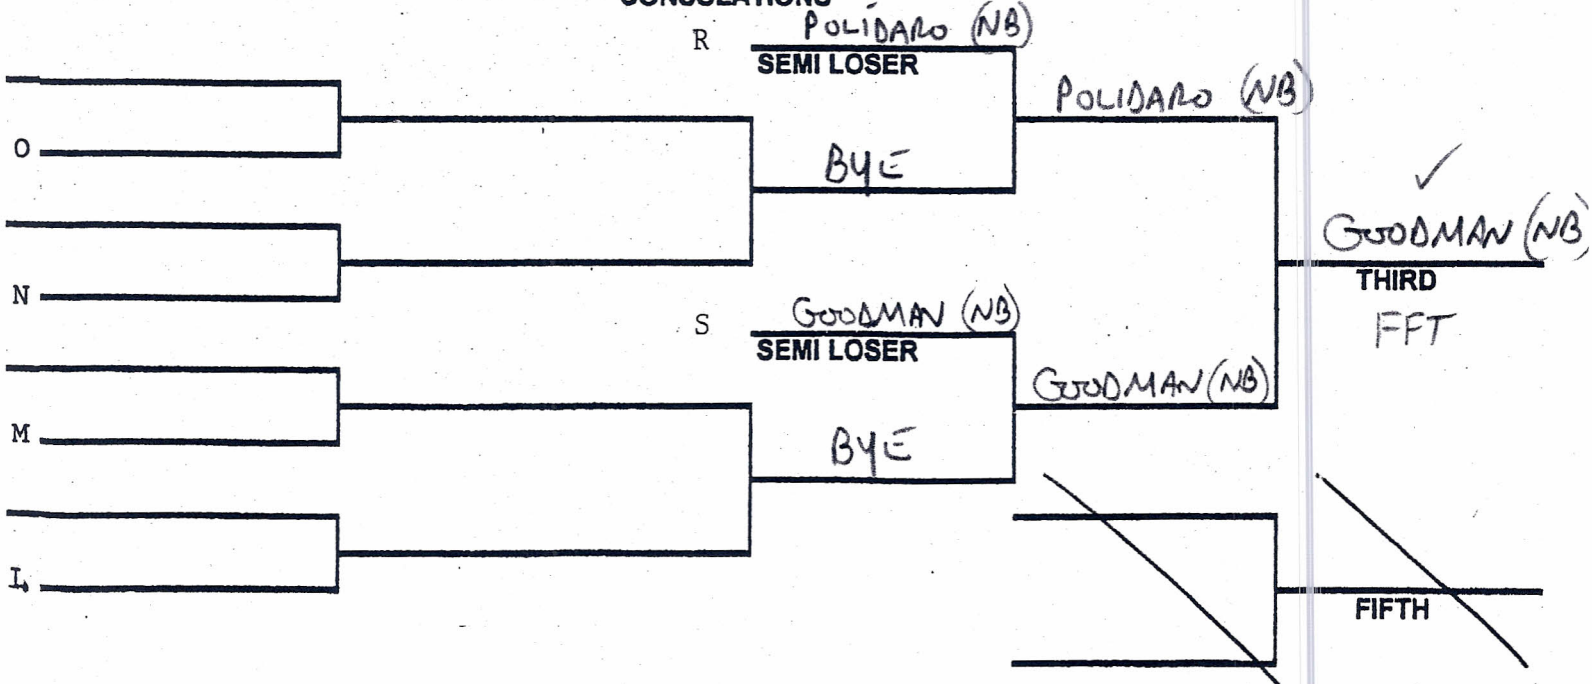 CONSOLATIONS
R POLIDARO (NB)
SEMI LOSER
POLIDARO (NB)
O
BYE
GOODMAN (NB)
THIRD
FFT
N
S GOODMAN (NB)
SEMI LOSER
GOODMAN (NB)
M
BYE
L
FIFTH